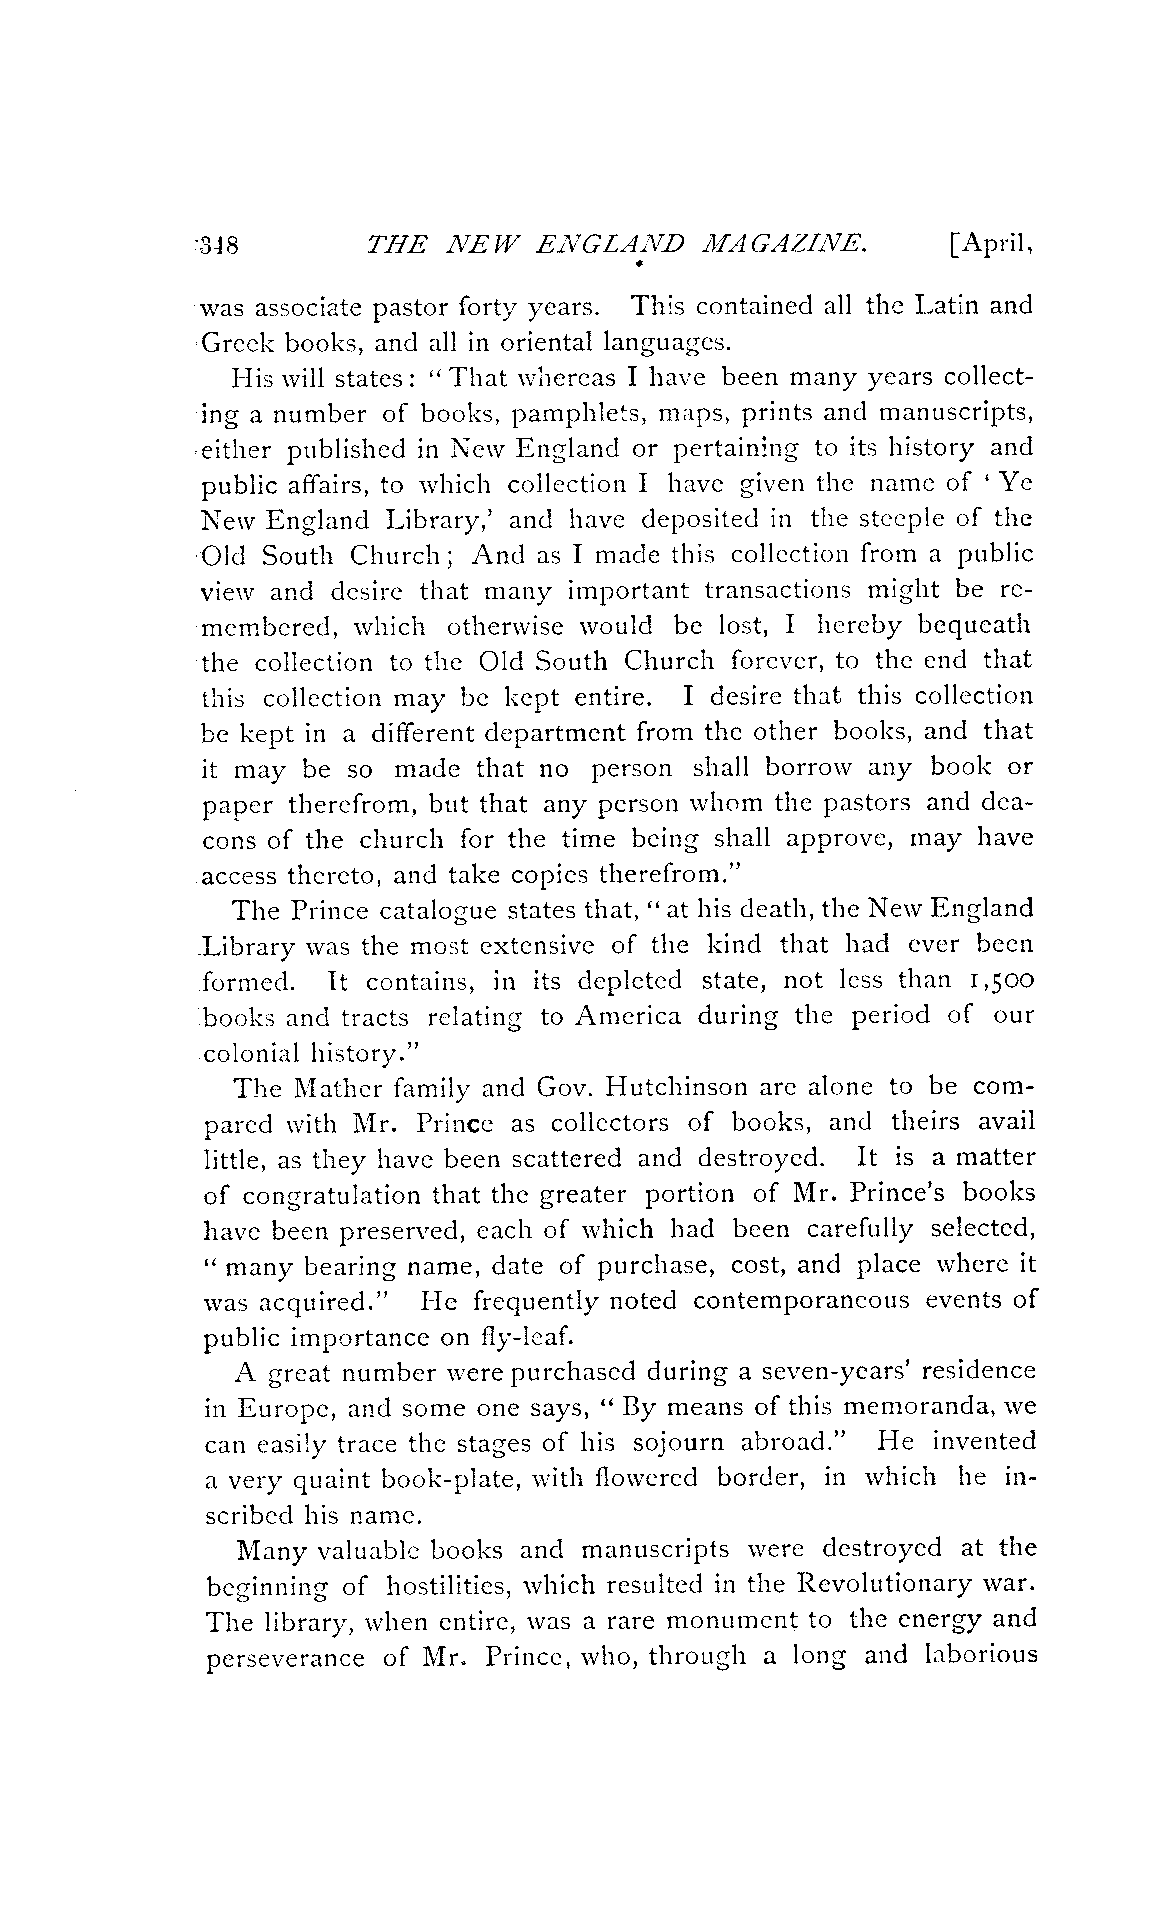 348 THE NEW ENGLAND MAGAZINE. [April,
was associate pastor forty years. This contained all the Latin and
Greek books, and all in oriental languages.
His will states: "That whereas I have been many years collect-
ing a number of books, pamphlets, maps, prints and manuscripts,
either published in New England or pertaining to its history and
public affairs, to which collection I have given the name of 'Ye
New England Library,' and have deposited in the steeple of the
Old South Church; And as I made this collection from a public
view and desire that many important transactions might be re-
membered, which otherwise would be lost, I hereby bequeath
the collection to the Old South Church forever, to the end that
this collection may be kept entire. I desire that this collection
be kept in a different department from the other books, and that
it may be so made that no person shall borrow any book or
paper therefrom, but that any person whom the pastors and dea-
cons of the church for the time being shall approve, may have
access thereto, and take copies therefrom."
The Prince catalogue states that, "at his death, the New England
Library was the most extensive of the kind that had ever been
formed. It contains, in its depleted state, not less than 1,500
books and tracts relating to America during the period of our
colonial history."
The Mather family and Gov. Hutchinson are alone to be com-
pared with Mr. Prince as collectors of books, and theirs avail
little, as they have been scattered and destroyed. It is a matter
of congratulation that the greater portion of Mr. Prince's books
have been preserved, each of which had been carefully selected,
"many bearing name, date of purchase, cost, and place where it
was acquired." He frequently noted contemporaneous events of
public importance on fly-leaf.
A great number were purchased during a seven-years' residence
in Europe, and some one says, "By means of this memoranda, we
can easily trace the stages of his sojourn abroad." He invented
a very quaint book-plate, with flowered border, in which he in-
scribed his name.
Many valuable books and manuscripts were destroyed at the
beginning of hostilities, which resulted in the Revolutionary war.
The library, when entire, was a rare monument to the energy and
perseverance of Mr. Prince, who, through a long and laborious